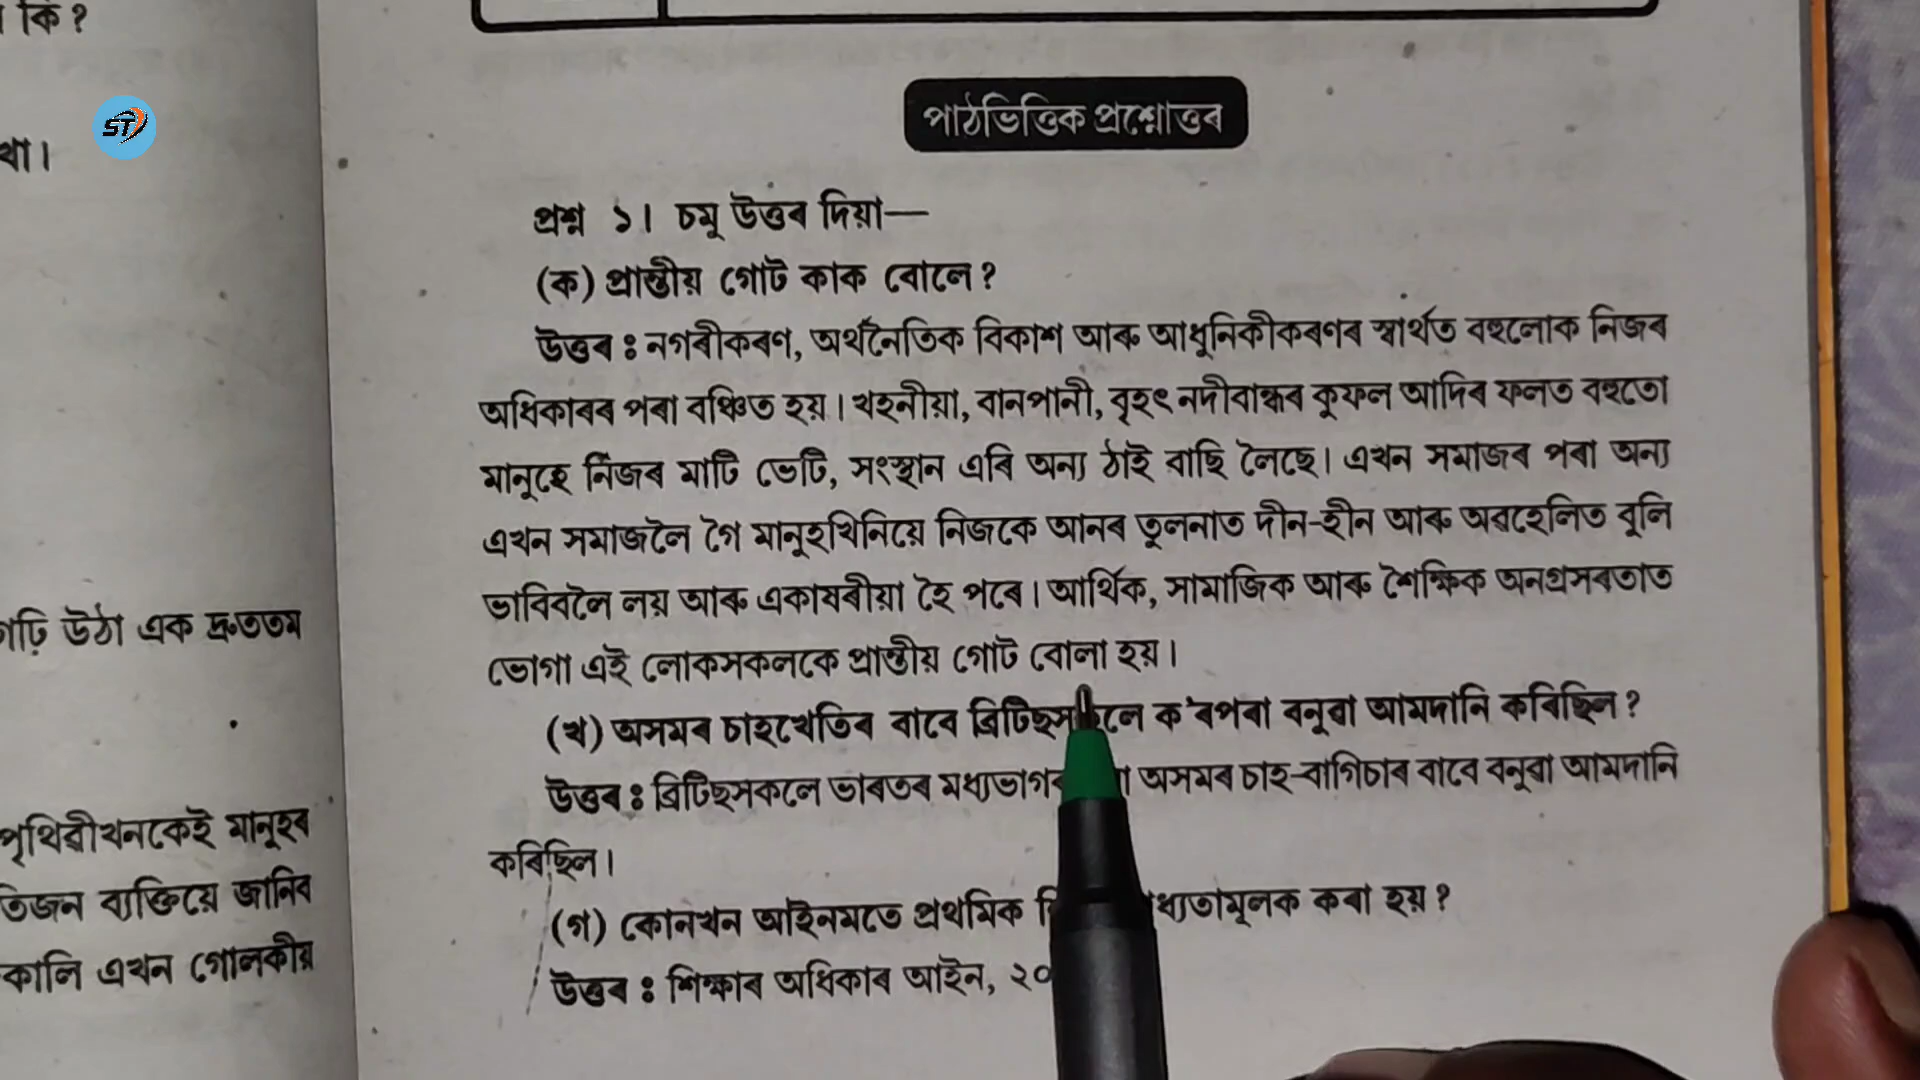 কি ?
ST
থা।
গঢ়ি উঠা এক দ্ৰুততম
পৃথিৱীখনকেই মানুহৰ
তিজন ব্যক্তিয়ে জানিব
কালি এখন গোলকীয়
পাঠভিত্তিক প্ৰশ্নোত্তৰ
প্ৰশ্ন ১। চমু উত্তৰ দিয়া—
(ক) প্ৰান্তীয় গোট কাক বোলে ?
উত্তৰ : নগৰীকৰণ, অৰ্থনৈতিক বিকাশ আৰু আধুনিকীকৰণৰ স্বাৰ্থত বহুলোক নিজৰ
অধিকাৰৰ পৰা বঞ্চিত হয়। খহনীয়া, বানপানী, বৃহৎ নদীবান্ধৰ কুফল আদিৰ ফলত বহুতো
মানুহে নিজৰ মাটি ভেটি, সংস্থান এৰি অন্য ঠাই বাছি লৈছে। এখন সমাজৰ পৰা অন্য
এখন সমাজলৈ গৈ মানুহখিনিয়ে নিজকে আনৰ তুলনাত দীন-হীন আৰু অৱহেলিত বুলি
ভাবিবলৈ লয় আৰু একাষৰীয়া হৈ পৰে। আৰ্থিক, সামাজিক আৰু শৈক্ষিক অনগ্ৰসৰতাত
ভোগা এই লোকসকলকে প্ৰান্তীয় গোট বোলা হয়।
(খ) অসমৰ চাহখেতিৰ বাবে ব্ৰিটিছসকলে ক'ৰপৰা বনুৱা আমদানি কৰিছিল ?
উত্তৰ : ব্ৰিটিছসকলে ভাৰতৰ মধ্যভাগৰ অসমৰ চাহ-বাগিচাৰ বাবে বনুৱা আমদানি
কৰিছিল।
(গ) কোনখন আইনমতে প্ৰথমিক কৰা হয় ?
উত্তৰ : শিক্ষাৰ অধিকাৰ আইন, ২০